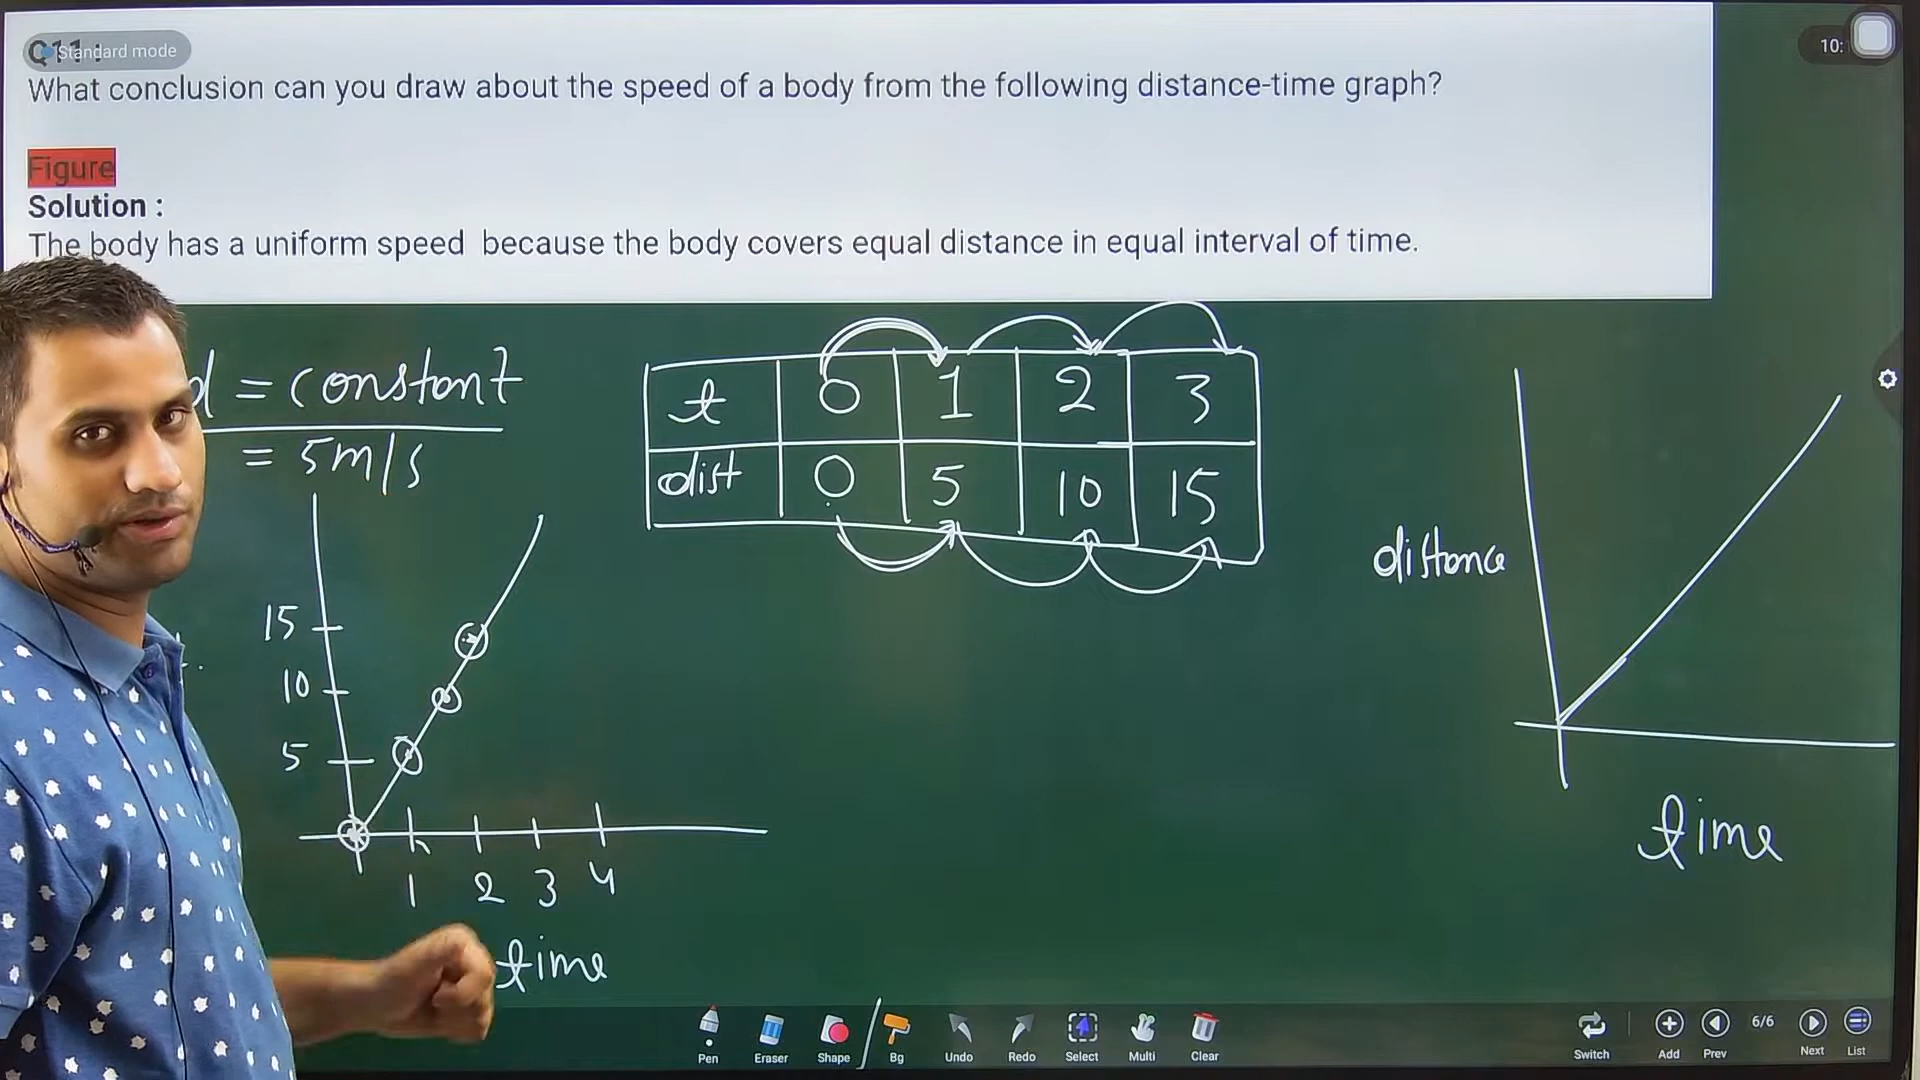 Q11 :
Standard mode
10:
What conclusion can you draw about the speed of a body from the following distance-time graph?
Figure
Solution :
The body has a uniform speed because the body covers equal distance in equal interval of time.
d = constant
= 5m/s
t 0 1 2 3
dist 0 5 10 15
15
10
5
1 2 3 4
time
distance
time
Pen Eraser Shape Bg Undo Redo Select Multi Clear
Switch Add Prev 6/6 Next List